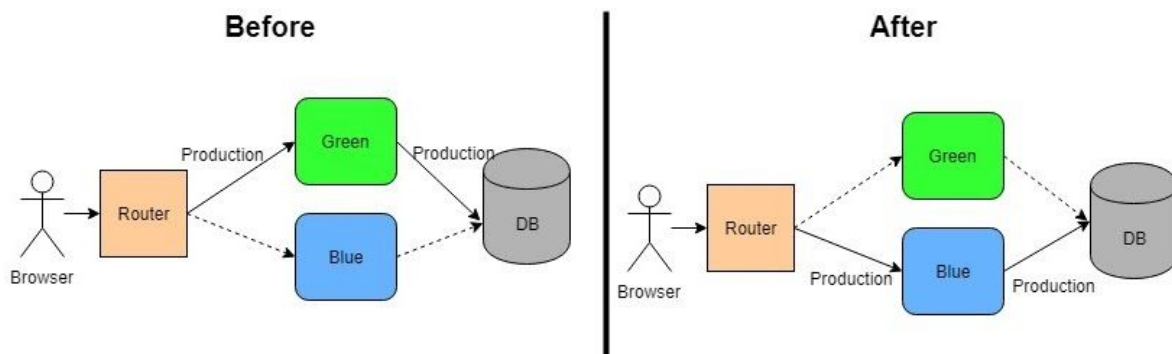 Before
Green
Production
Production
Router
DB
Blue
Browser
After
Green
Router
DB
Blue
Production
Production
Browser